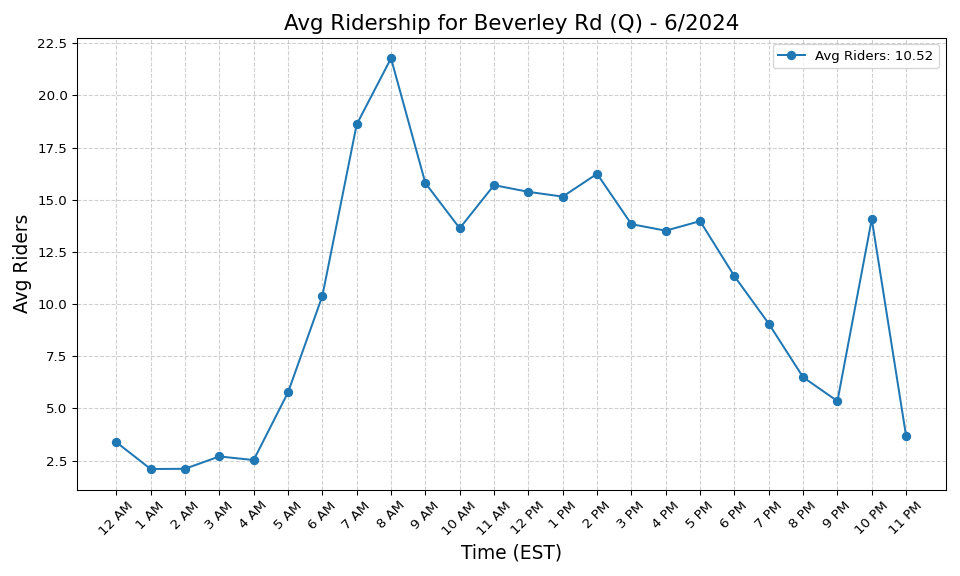 Avg Ridership for Beverley Rd (Q) - 6/2024
Avg Riders: 10.52
Avg Riders
22.5
20.0
17.5
15.0
12.5
10.0
7.5
5.0
2.5
12 AM
1 AM
2 AM
3 AM
4 AM
5 AM
6 AM
7 AM
8 AM
9 AM
10 AM
11 AM
12 PM
1 PM
2 PM
3 PM
4 PM
5 PM
6 PM
7 PM
8 PM
9 PM
10 PM
11 PM
Time (EST)